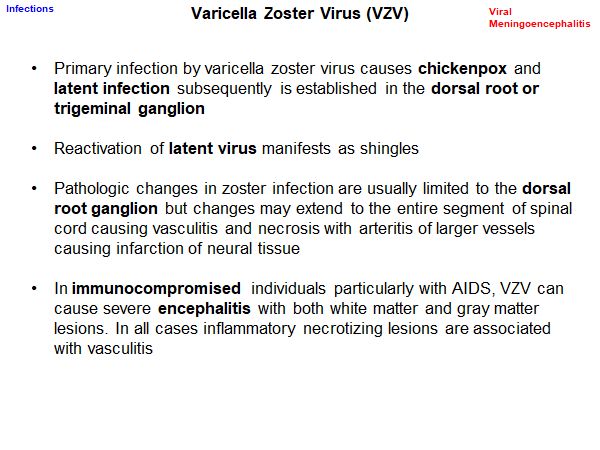 Infections
Varicella Zoster Virus (VZV)
Viral
Meningoencephalitis
• Primary infection by varicella zoster virus causes chickenpox and
latent infection subsequently is established in the dorsal root or
trigeminal ganglion
• Reactivation of latent virus manifests as shingles
• Pathologic changes in zoster infection are usually limited to the dorsal
root ganglion but changes may extend to the entire segment of spinal
cord causing vasculitis and necrosis with arteritis of larger vessels
causing infarction of neural tissue
• In immunocompromised individuals particularly with AIDS, VZV can
cause severe encephalitis with both white matter and gray matter
lesions. In all cases inflammatory necrotizing lesions are associated
with vasculitis